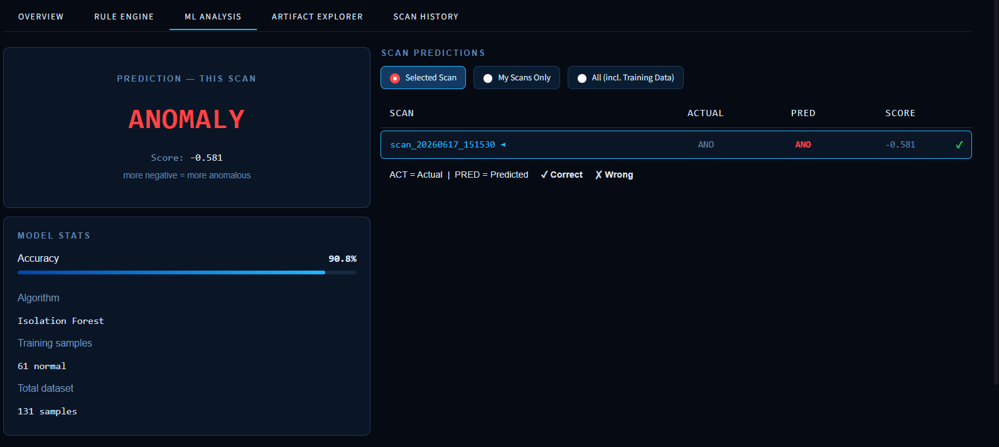 OVERVIEW RULE ENGINE ML ANALYSIS ARTIFACT EXPLORER SCAN HISTORY
PREDICTION — THIS SCAN
ANOMALY
Score: -0.581
more negative = more anomalous
MODEL STATS
Accuracy 90.8%
Algorithm
Isolation Forest
Training samples
61 normal
Total dataset
131 samples
SCAN PREDICTIONS
Selected Scan My Scans Only All (incl. Training Data)
SCAN ACTUAL PRED SCORE
scan_20260617_151530 ◄ ANO ANO -0.581 ✓
ACT = Actual | PRED = Predicted ✓ Correct ✗ Wrong